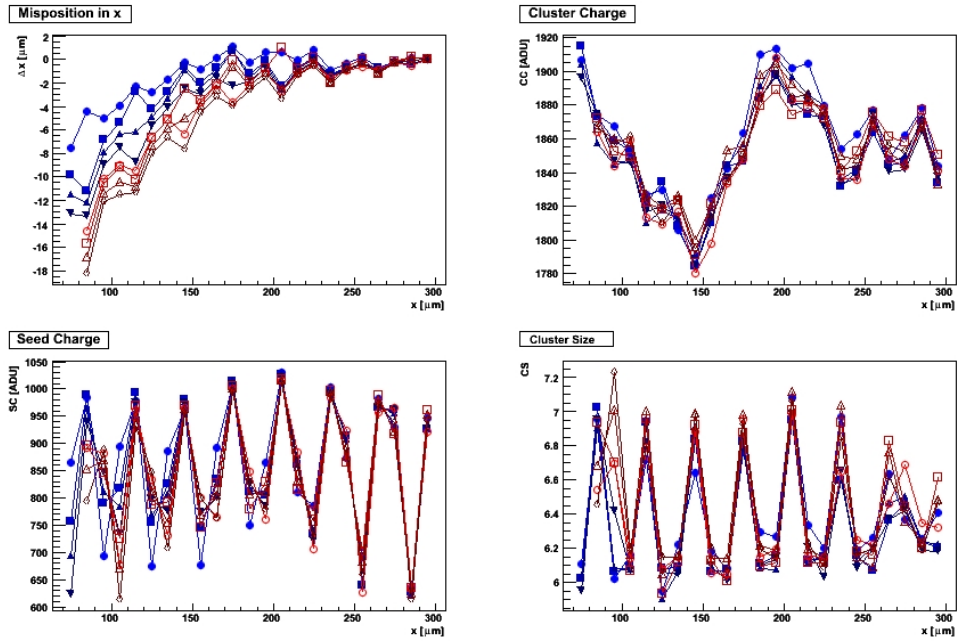 Misposition in x
Δx [μm]
2
0
-2
-4
-6
-8
-10
-12
-14
-16
-18
100 150 200 250 300
x [μm]
Cluster Charge
CC [ADU]
1920
1900
1880
1860
1840
1820
1800
1780
100 150 200 250 300
x [μm]
Seed Charge
SC [ADU]
1050
1000
950
900
850
800
750
700
650
600
100 150 200 250 300
x [μm]
Cluster Size
CS
7.2
7
6.8
6.6
6.4
6.2
6
100 150 200 250 300
x [μm]